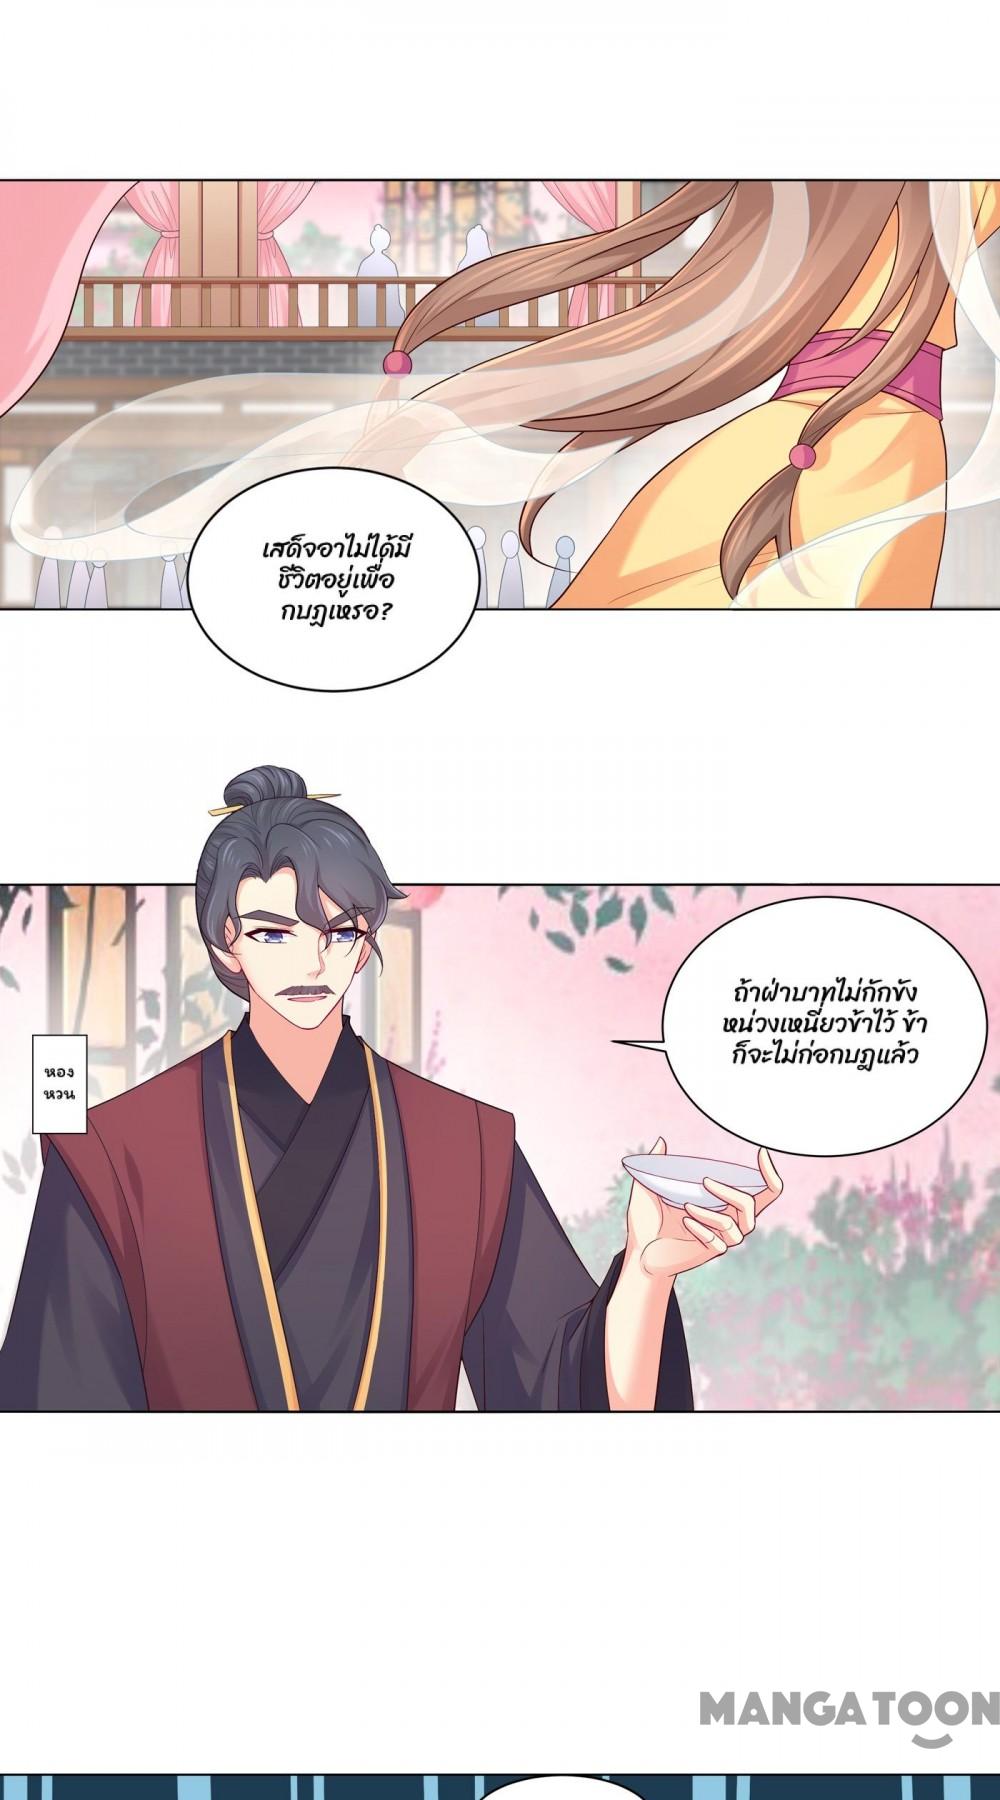 เสด็จอาไม่ได้มี
ชีวิตอยู่เพื่อ
กบฏเหรอ?
ถ้าฝ่าบาทไม่กักขัง
หน่วงเหนี่ยวข้าไว้ ข้า
ก็จะไม่ก่อกบฎแล้ว
หอง
หวน
MANGATOON